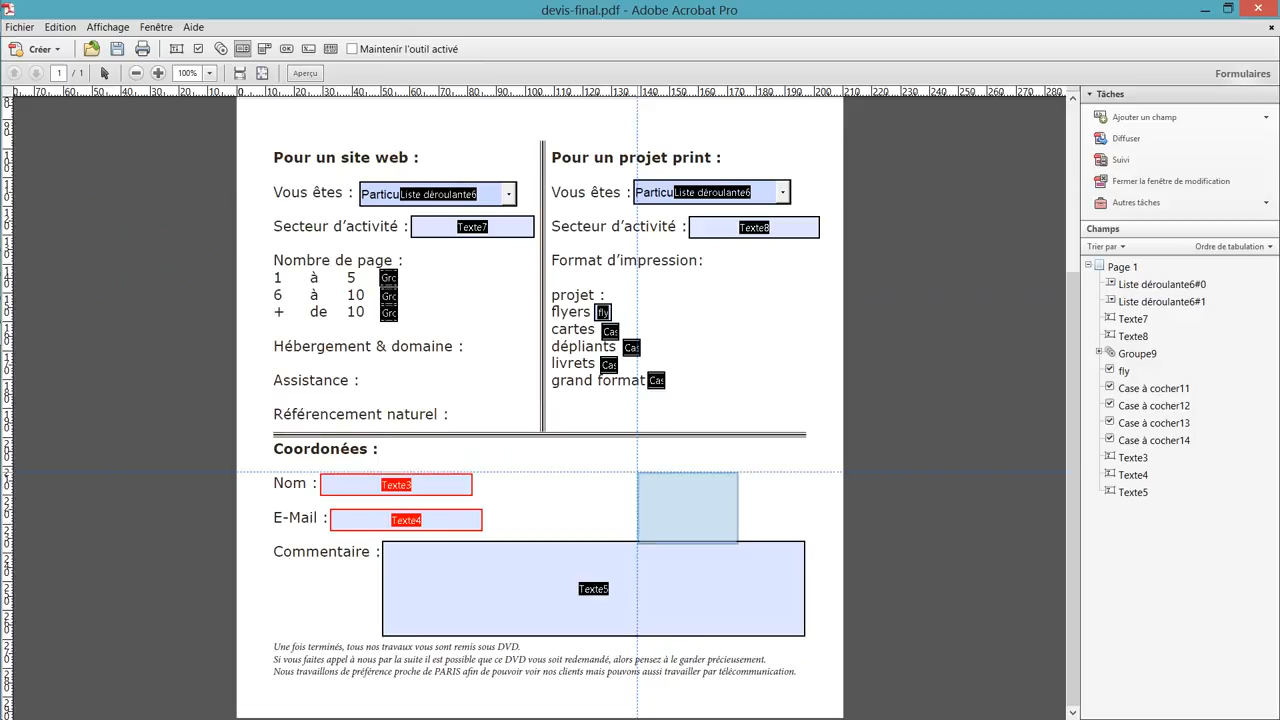 devis-final.pdf - Adobe Acrobat Pro
Fichier Edition Affichage Fenêtre Aide
Créer
Maintenir l'outil activé
1 / 1 100% Aperçu Formulaires
Tâches
Ajouter un champ
Diffuser
Suivi
Fermer la fenêtre de modification
Autres tâches
Champs
Trier par Ordre de tabulation
Page 1
Liste déroulante6#0
Liste déroulante6#1
Texte7
Texte8
Groupe9
fly
Case à cocher11
Case à cocher12
Case à cocher13
Case à cocher14
Texte3
Texte4
Texte5
Pour un site web :
Vous êtes : Particu Liste déroulante6
Secteur d'activité : Texte7
Nombre de page :
1 à 5 Grc
6 à 10 Grc
+ de 10 Grc
Hébergement & domaine :
Assistance :
Référencement naturel :
Pour un projet print :
Vous êtes : Particu Liste déroulante6
Secteur d'activité : Texte8
Format d'impression:
projet :
flyers fly
cartes Cas
dépliants Cas
livrets Cas
grand format Cas
Coordonées :
Nom : Texte3
E-Mail : Texte4
Commentaire : Texte5
Une fois terminés, tous nos travaux vous sont remis sous DVD.
Si vous faites appel à nous par la suite il est possible que ce DVD vous soit redemandé, alors pensez à le garder précieusement.
Nous travaillons de préférence proche de PARIS afin de pouvoir voir nos clients mais pouvons aussi travailler par télécommunication.